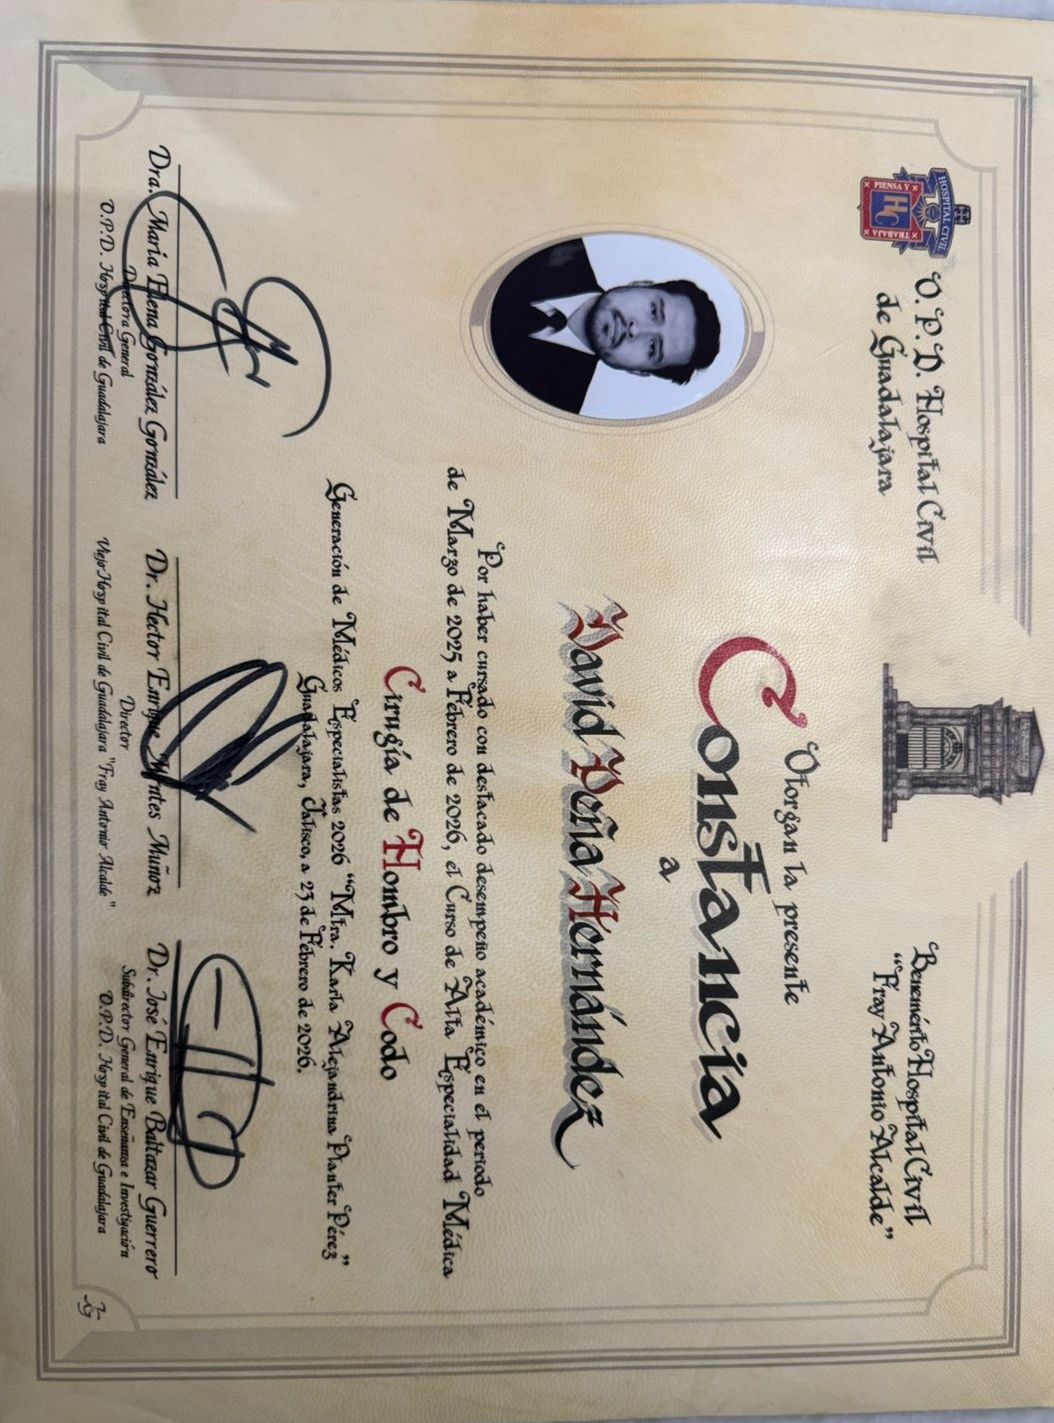 HOSPITAL CIVIL
HC
PIENSA Y
TRABAJA
O. P. D. Hospital Civil
de Guadalajara
Benemérito Hospital Civil
“Fray Antonio Alcalde”
Otorgan la presente
Constancia
a
David Peña Hernández
Por haber cursado con destacado desempeño académico en el periodo
de Marzo de 2025 a Febrero de 2026, el Curso de Alta Especialidad Médica
Cirugía de Hombro y Codo
Generación de Médicos Especialistas 2026 “Mtra. Karla Alejandrina Planter Pérez”
Guadalajara, Jalisco, a 23 de Febrero de 2026.
Dra. María Elena González González
Directora General
O.P.D. Hospital Civil de Guadalajara
Dr. Hector Enrique Montes Muñoz
Director
Viejo Hospital Civil de Guadalajara "Fray Antonio Alcalde"
Dr. José Enrique Baltazar Guerrero
Subdirector General de Enseñanza e Investigación
O.P.D. Hospital Civil de Guadalajara